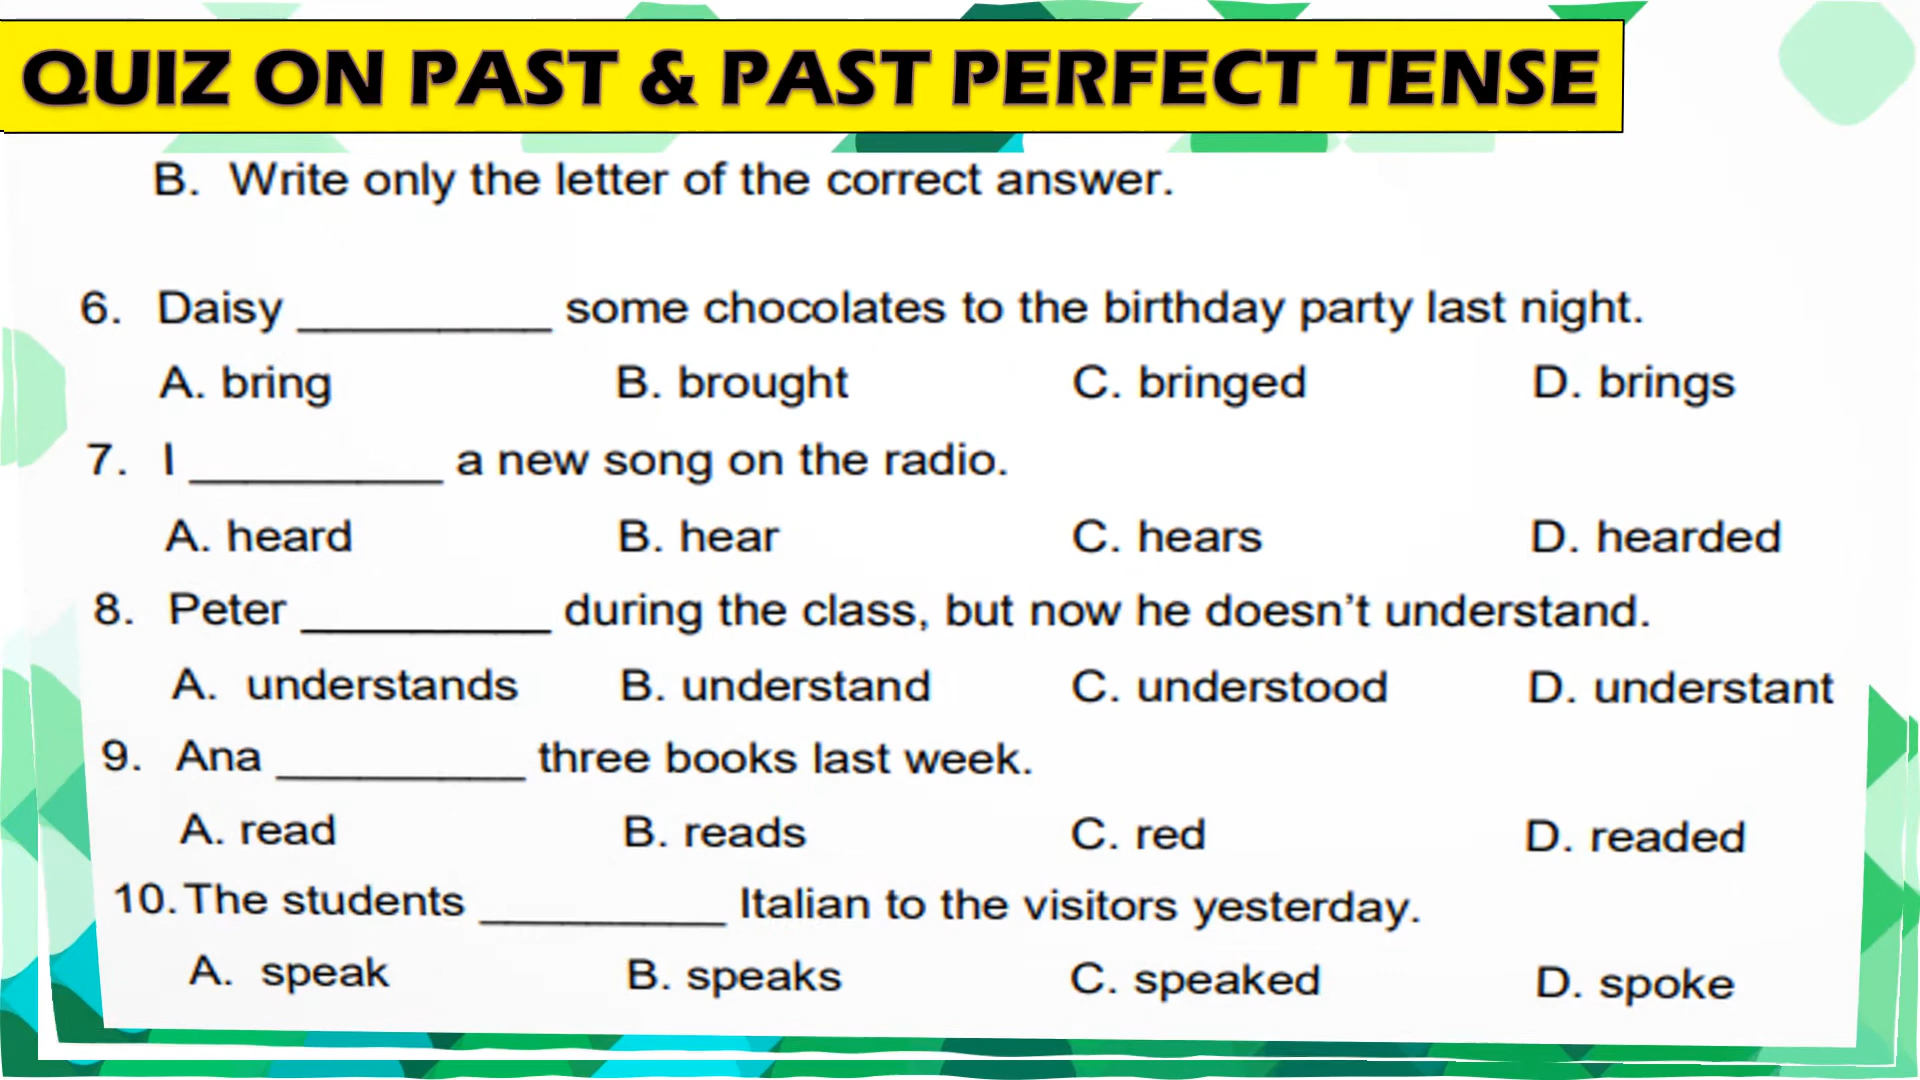 QUIZ ON PAST & PAST PERFECT TENSE
B. Write only the letter of the correct answer.
6. Daisy __________ some chocolates to the birthday party last night.
A. bring B. brought C. bringed D. brings
7. I __________ a new song on the radio.
A. heard B. hear C. hears D. hearded
8. Peter __________ during the class, but now he doesn't understand.
A. understands B. understand C. understood D. understant
9. Ana __________ three books last week.
A. read B. reads C. red D. readed
10. The students __________ Italian to the visitors yesterday.
A. speak B. speaks C. speaked D. spoke